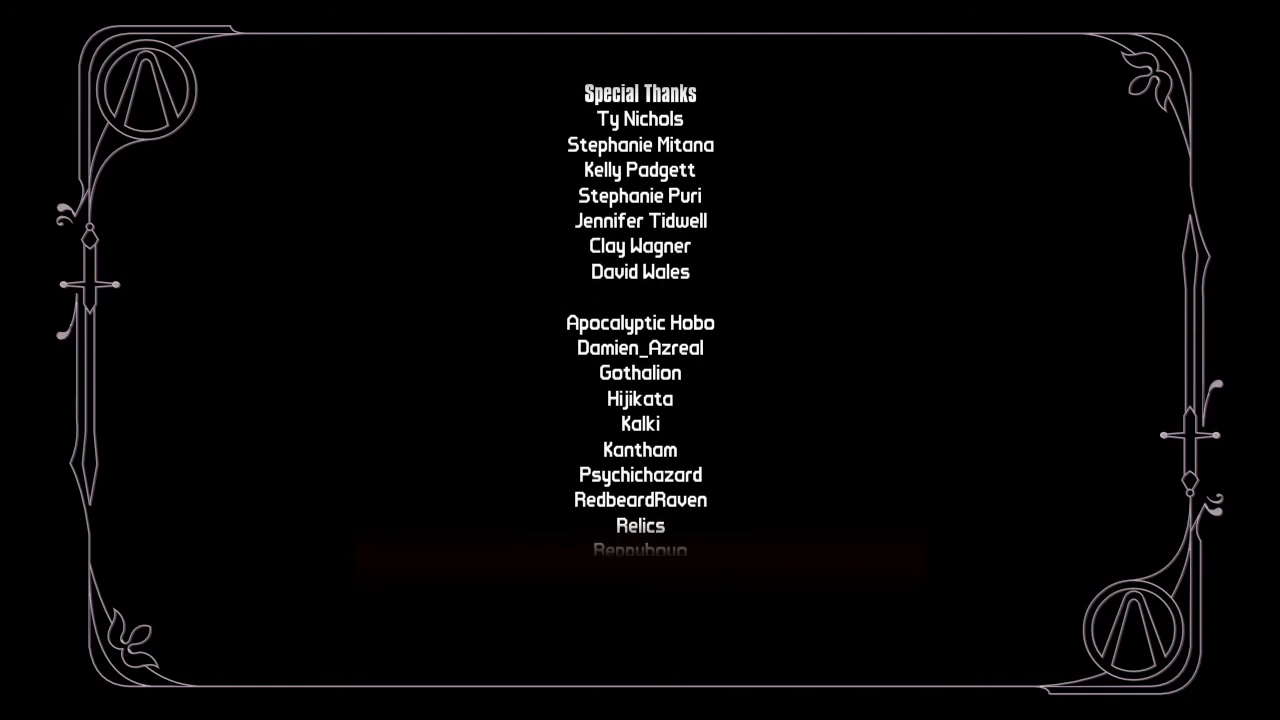 Special Thanks
Ty Nichols
Stephanie Mitana
Kelly Padgett
Stephanie Puri
Jennifer Tidwell
Clay Wagner
David Wales
Apocalyptic Hobo
Damien_Azreal
Gothalion
Hijikata
Kalki
Kantham
Psychichazard
RedbeardRaven
Relics